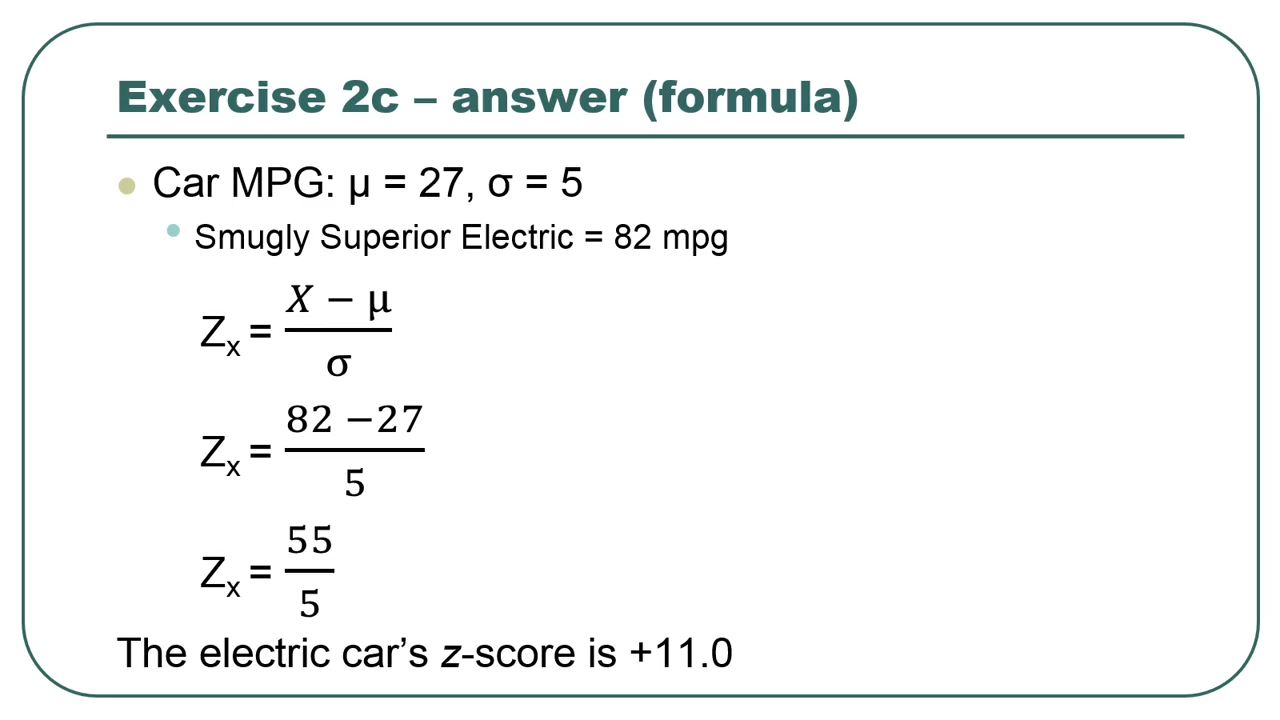 Exercise 2c – answer (formula)
Car MPG: μ = 27, σ = 5
Smugly Superior Electric = 82 mpg
Zx = X − μ
σ
Zx = 82 −27
5
Zx = 55
5
The electric car’s z-score is +11.0